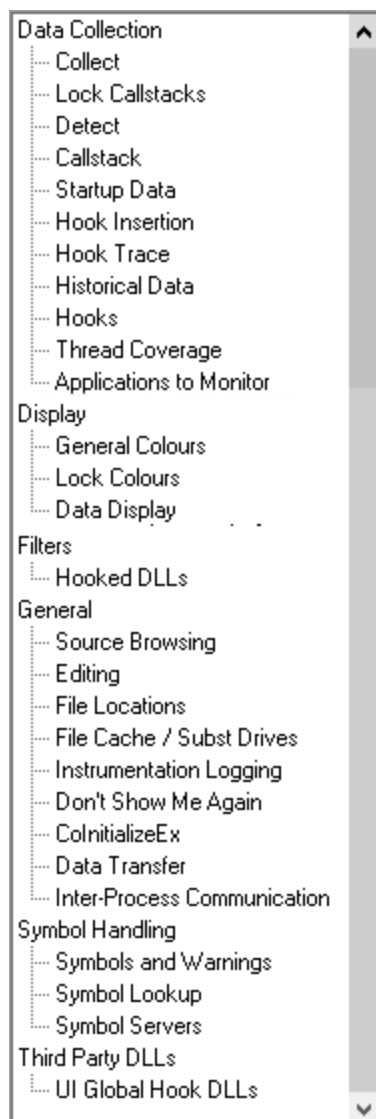 Data Collection
Collect
Lock Callstacks
Detect
Callstack
Startup Data
Hook Insertion
Hook Trace
Historical Data
Hooks
Thread Coverage
Applications to Monitor
Display
General Colours
Lock Colours
Data Display
Filters
Hooked DLLs
General
Source Browsing
Editing
File Locations
File Cache / Subst Drives
Instrumentation Logging
Don't Show Me Again
CoInitializeEx
Data Transfer
Inter-Process Communication
Symbol Handling
Symbols and Warnings
Symbol Lookup
Symbol Servers
Third Party DLLs
UI Global Hook DLLs